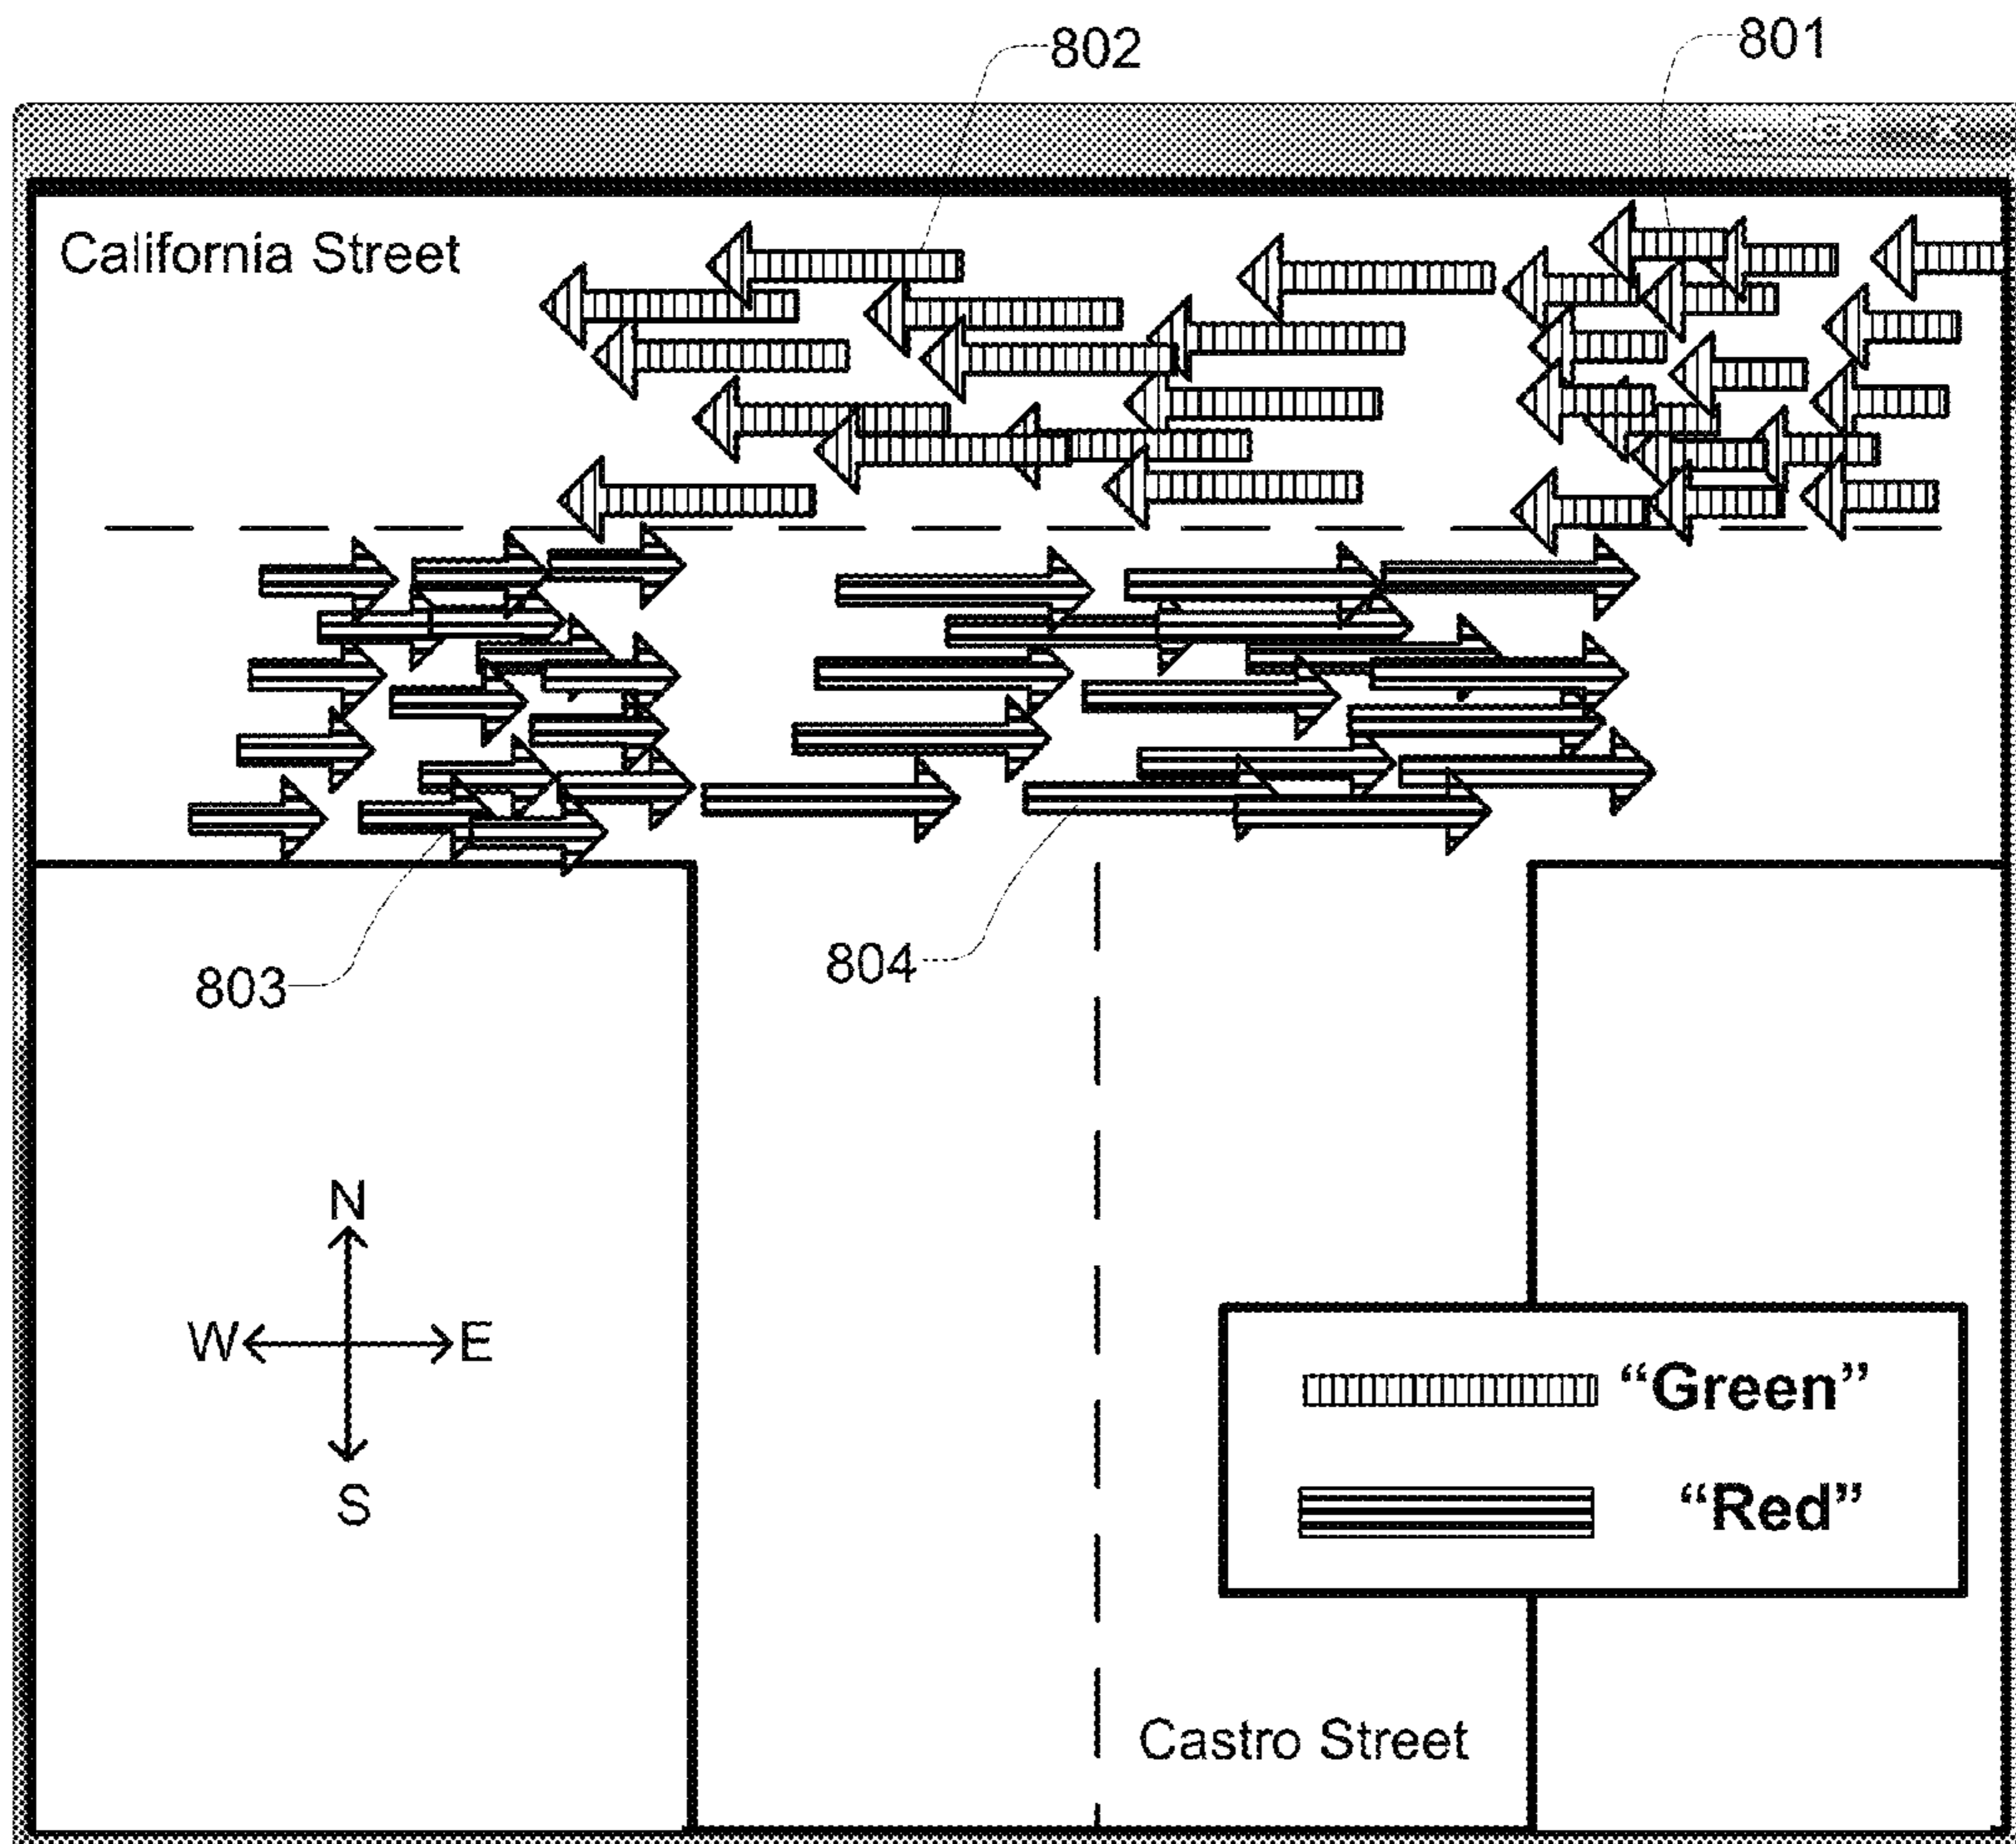 802
801
California Street
803
804
N
W
E
S
“Green”
“Red”
Castro Street